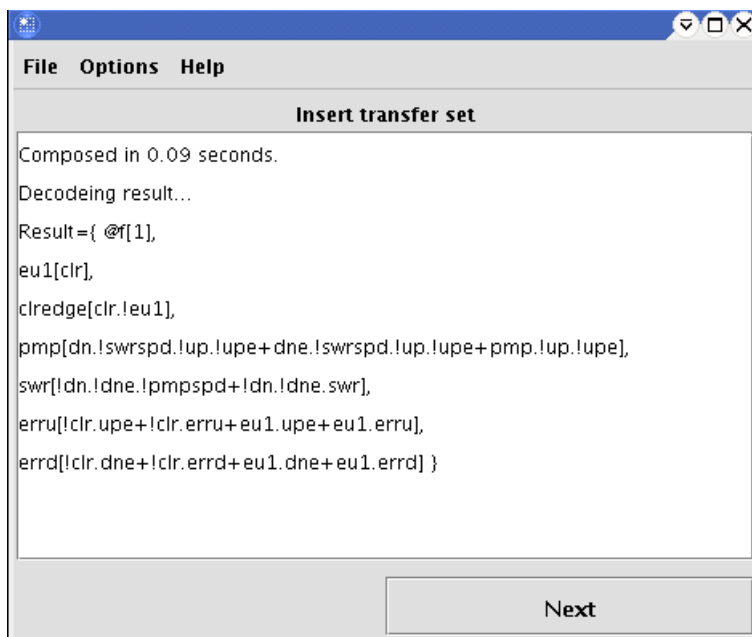 File Options Help
Insert transfer set
Composed in 0.09 seconds.
Decodeing result...
Result={ @f[1],
eu1[clr],
clredge[clr.!eu1],
pmp[dn.!swrspd.!up.!upe+dne.!swrspd.!up.!upe+pmp.!up.!upe],
swr[!dn.!dne.!pmpspd+!dn.!dne.swr],
erru[!clr.upe+!clr.erru+eu1.upe+eu1.erru],
errd[!clr.dne+!clr.errd+eu1.dne+eu1.errd] }
Next